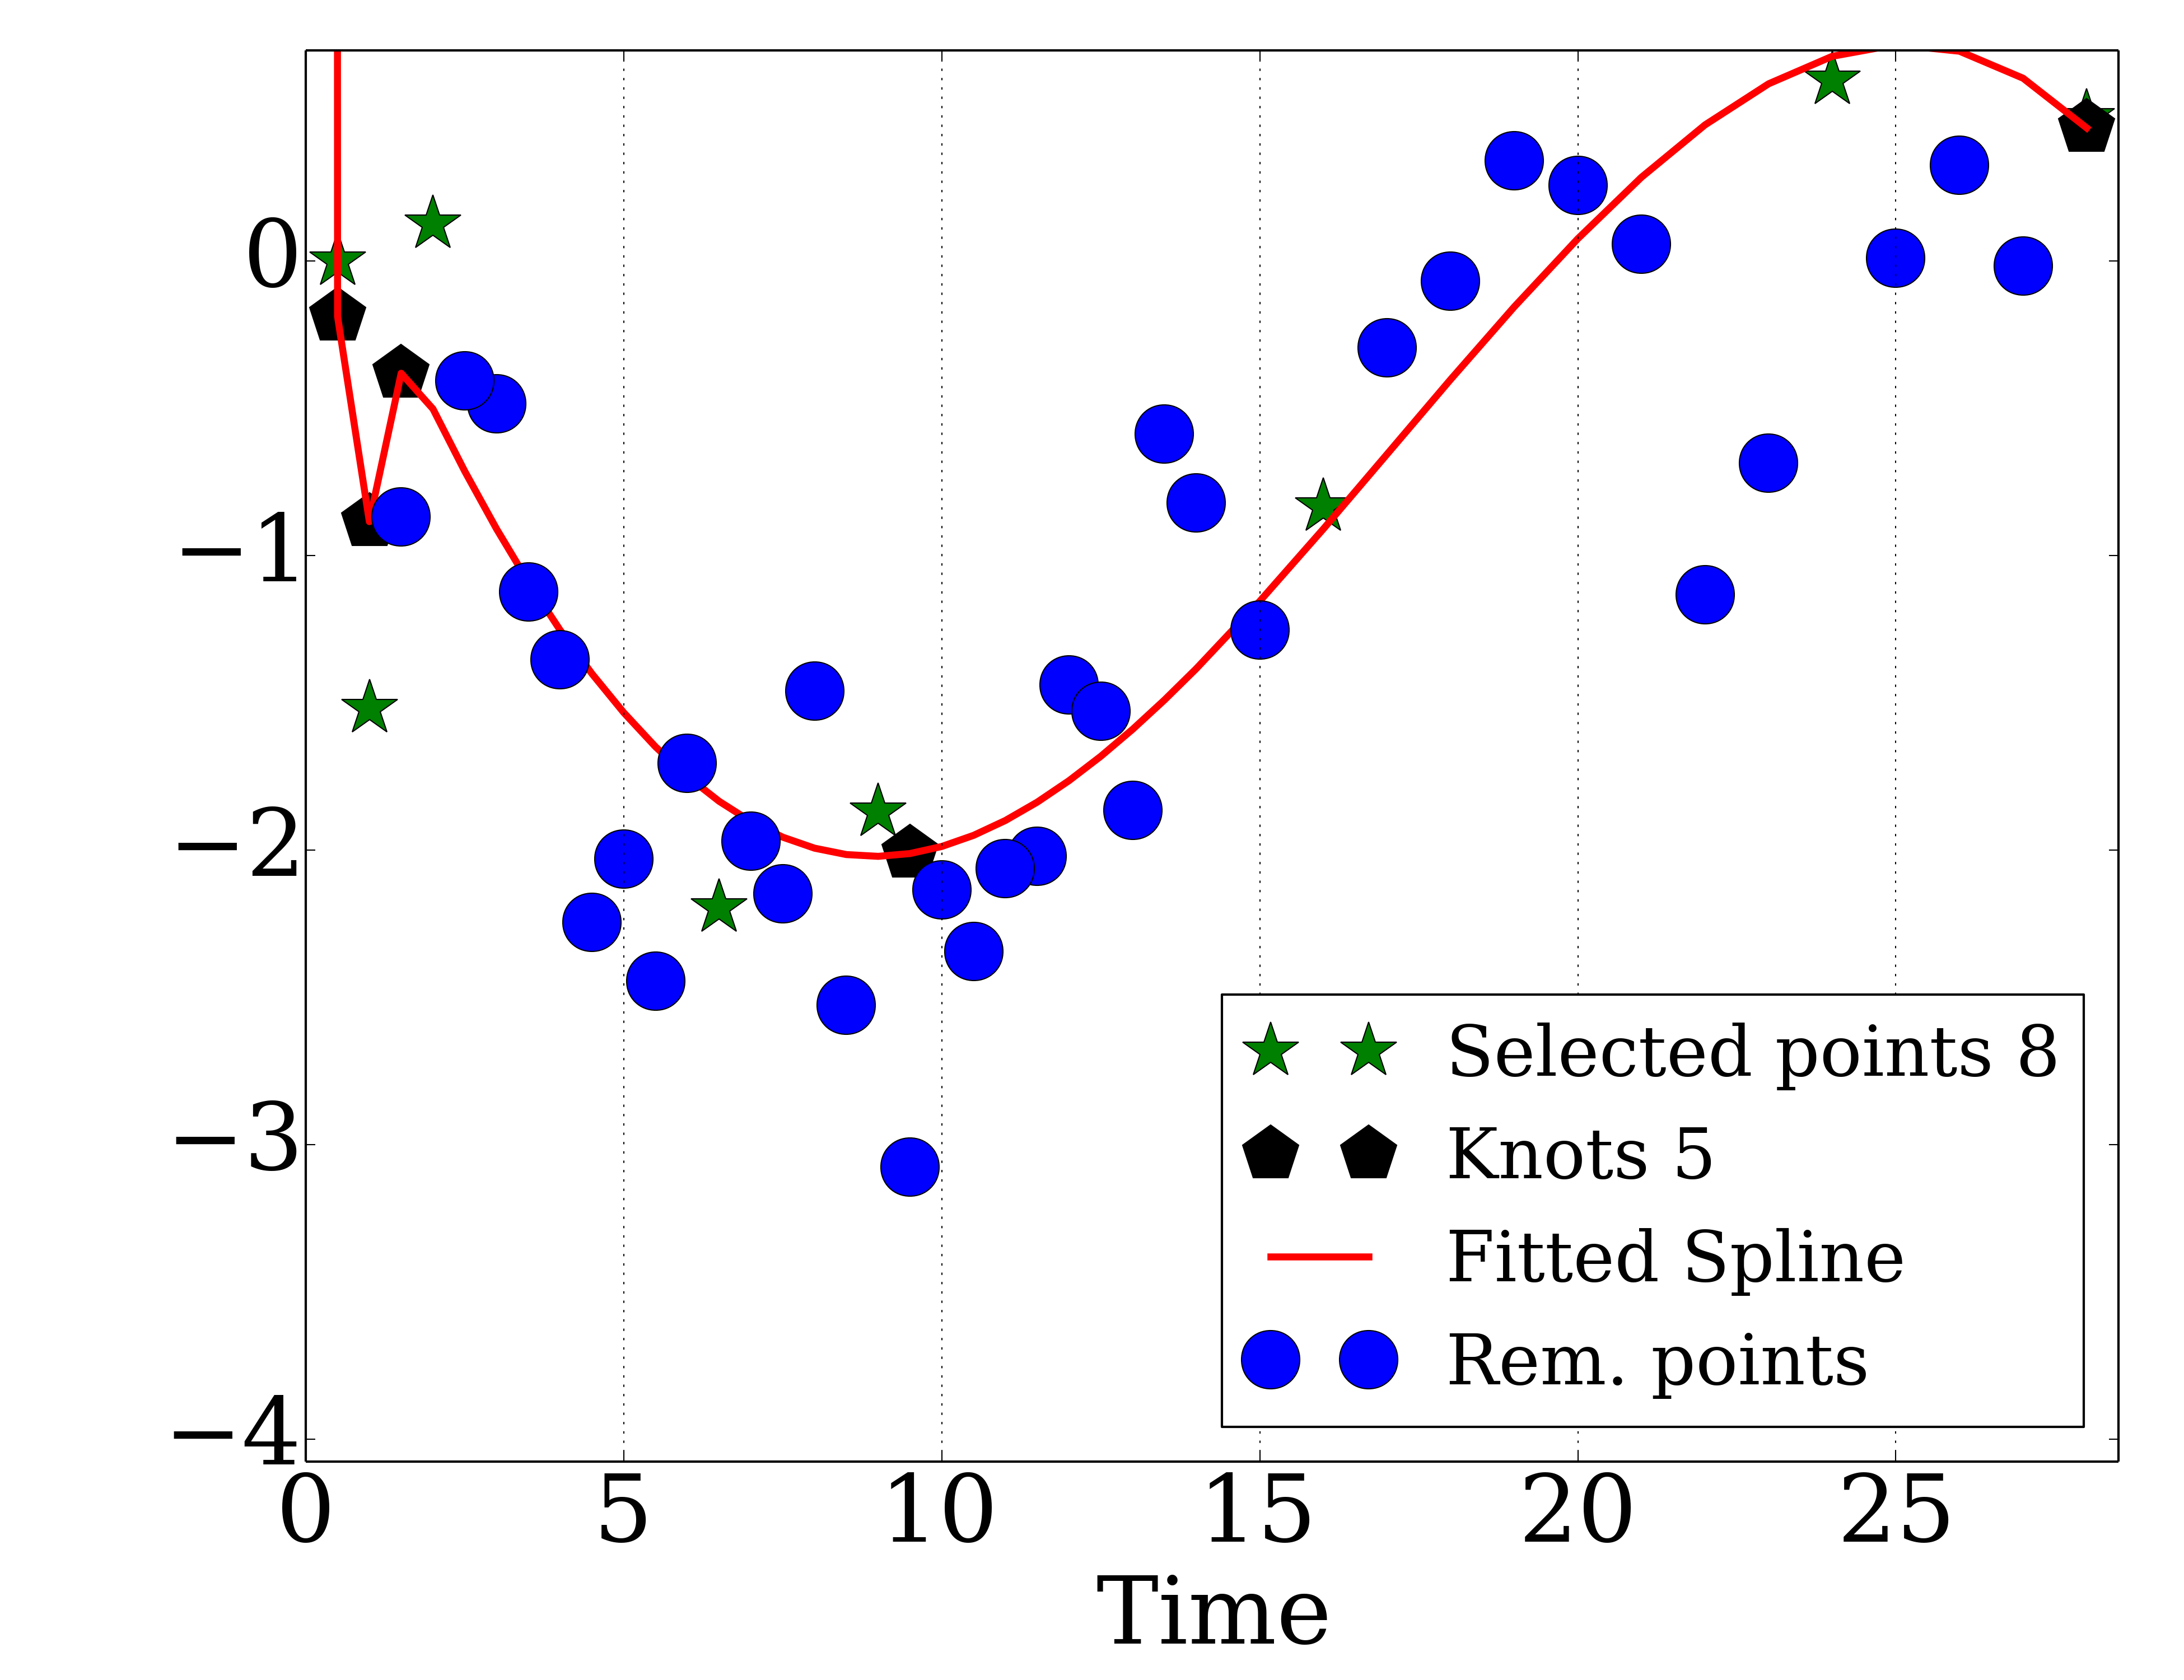 0
−1
−2
−3
−4
0 5 10 15 20 25
Time
Selected points 8
Knots 5
Fitted Spline
Rem. points